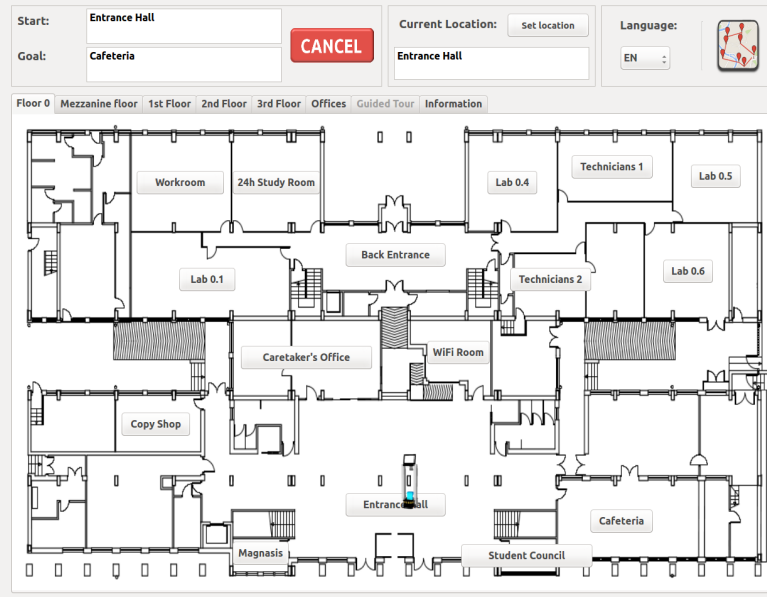 Start:
Entrance Hall
Goal:
Cafeteria
CANCEL
Current Location:
Set location
Entrance Hall
Language:
EN
Floor 0
Mezzanine floor
1st Floor
2nd Floor
3rd Floor
Offices
Guided Tour
Information
Workroom
24h Study Room
Lab 0.4
Technicians 1
Lab 0.5
Back Entrance
Lab 0.1
Technicians 2
Lab 0.6
Caretaker's Office
WiFi Room
Copy Shop
Entrance Hall
Cafeteria
Magnasis
Student Council